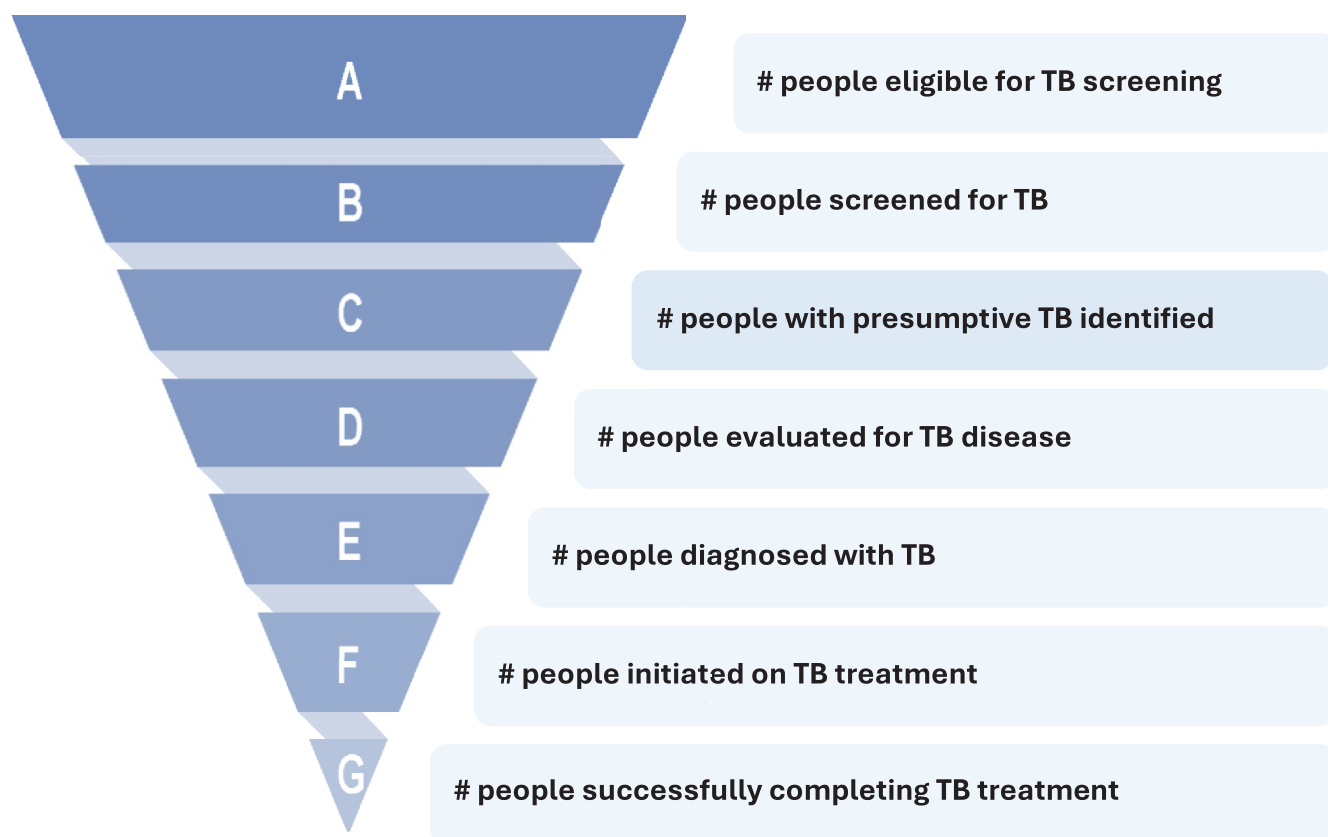 A
# people eligible for TB screening
B
# people screened for TB
C
# people with presumptive TB identified
D
# people evaluated for TB disease
E
# people diagnosed with TB
F
# people initiated on TB treatment
G
# people successfully completing TB treatment